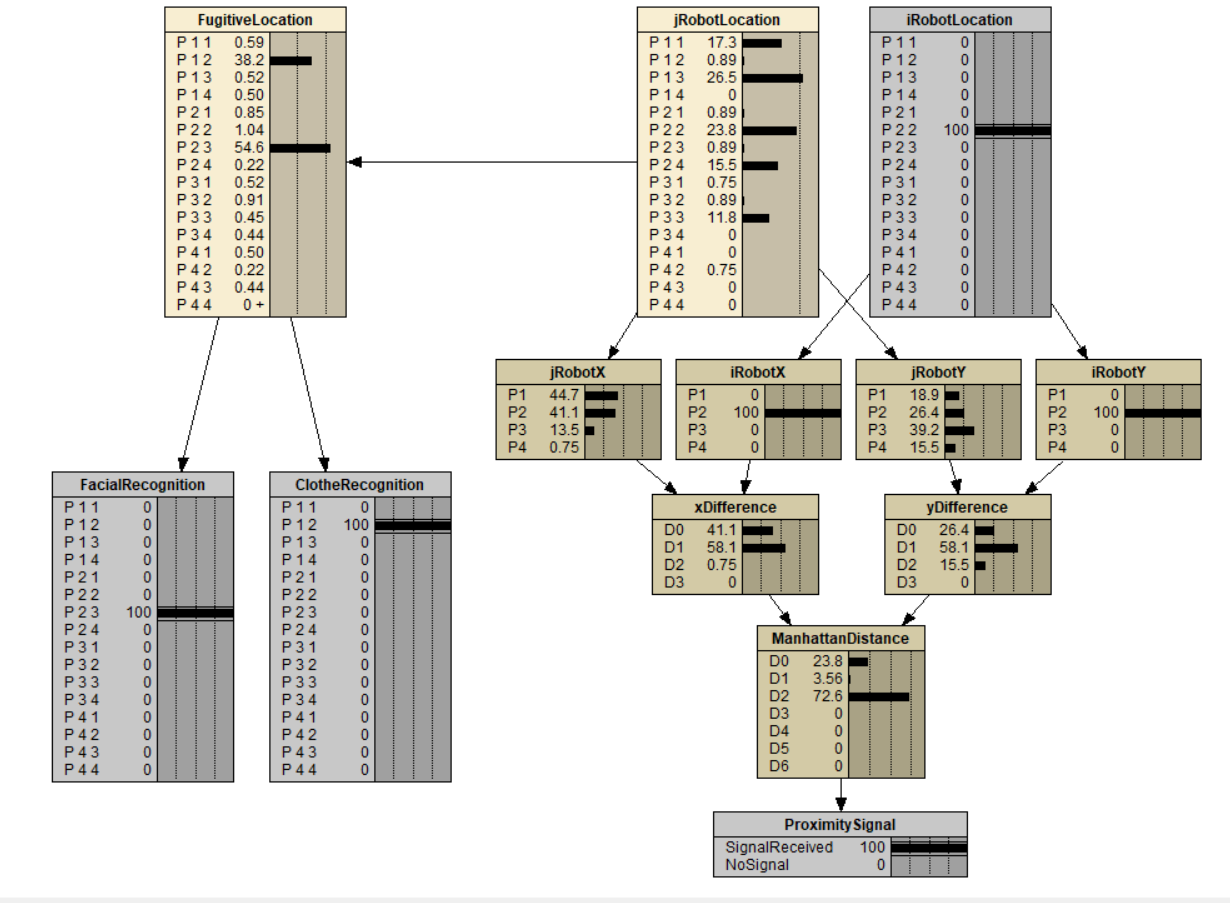 FugitiveLocation
P 1 1 0.59
P 1 2 38.2
P 1 3 0.52
P 1 4 0.50
P 2 1 0.85
P 2 2 1.04
P 2 3 54.6
P 2 4 0.22
P 3 1 0.52
P 3 2 0.91
P 3 3 0.45
P 3 4 0.44
P 4 1 0.50
P 4 2 0.22
P 4 3 0.44
P 4 4 0 +
jRobotLocation
P 1 1 17.3
P 1 2 0.89
P 1 3 26.5
P 1 4 0
P 2 1 0.89
P 2 2 23.8
P 2 3 0.89
P 2 4 15.5
P 3 1 0.75
P 3 2 0.89
P 3 3 11.8
P 3 4 0
P 4 1 0
P 4 2 0.75
P 4 3 0
P 4 4 0
iRobotLocation
P 1 1 0
P 1 2 0
P 1 3 0
P 1 4 0
P 2 1 0
P 2 2 100
P 2 3 0
P 2 4 0
P 3 1 0
P 3 2 0
P 3 3 0
P 3 4 0
P 4 1 0
P 4 2 0
P 4 3 0
P 4 4 0
jRobotX
P1 44.7
P2 41.1
P3 13.5
P4 0.75
iRobotX
P1 0
P2 100
P3 0
P4 0
jRobotY
P1 18.9
P2 26.4
P3 39.2
P4 15.5
iRobotY
P1 0
P2 100
P3 0
P4 0
FacialRecognition
P 1 1 0
P 1 2 0
P 1 3 0
P 1 4 0
P 2 1 0
P 2 2 0
P 2 3 100
P 2 4 0
P 3 1 0
P 3 2 0
P 3 3 0
P 3 4 0
P 4 1 0
P 4 2 0
P 4 3 0
P 4 4 0
ClotheRecognition
P 1 1 0
P 1 2 100
P 1 3 0
P 1 4 0
P 2 1 0
P 2 2 0
P 2 3 0
P 2 4 0
P 3 1 0
P 3 2 0
P 3 3 0
P 3 4 0
P 4 1 0
P 4 2 0
P 4 3 0
P 4 4 0
xDifference
D0 41.1
D1 58.1
D2 0.75
D3 0
yDifference
D0 26.4
D1 58.1
D2 15.5
D3 0
ManhattanDistance
D0 23.8
D1 3.56
D2 72.6
D3 0
D4 0
D5 0
D6 0
ProximitySignal
SignalReceived 100
NoSignal 0